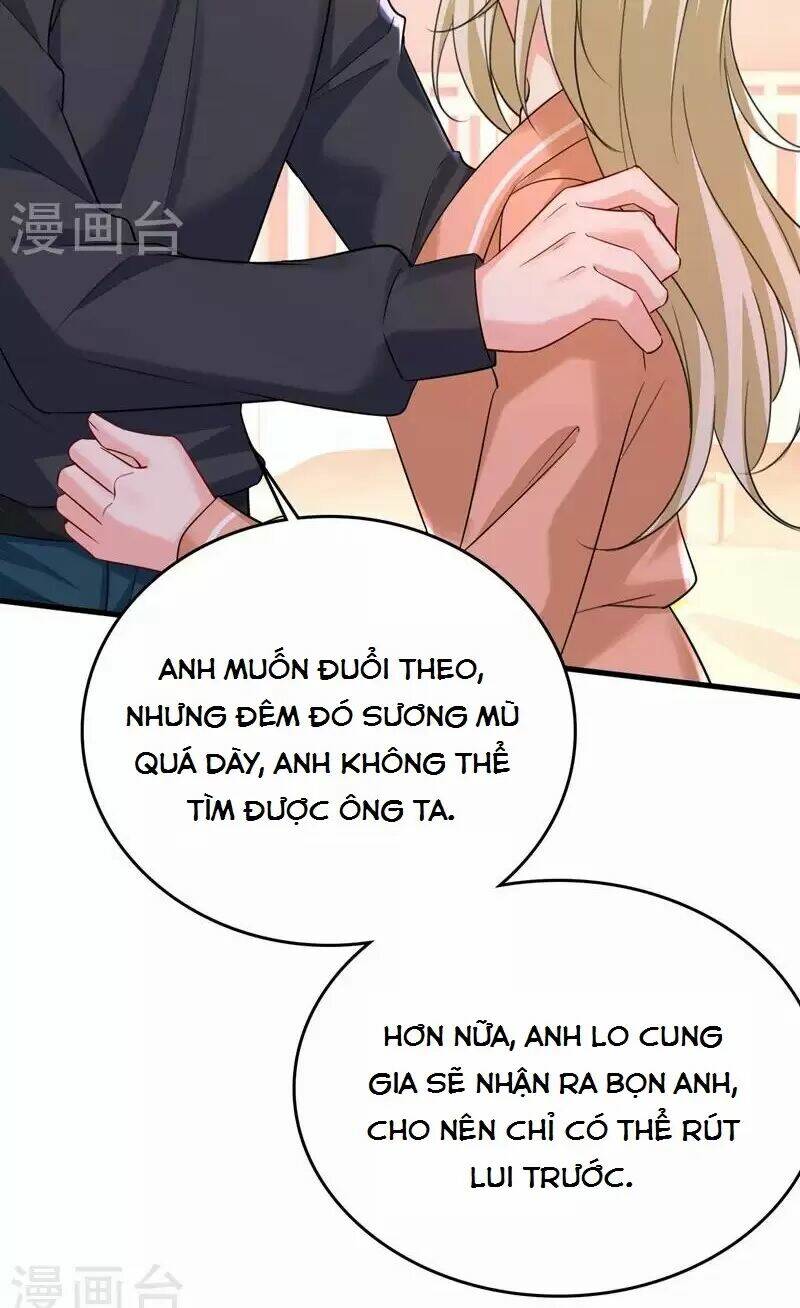 漫画台
ANH MUỐN ĐUỔI THEO,
NHƯNG ĐÊM ĐÓ SƯƠNG MÙ
QUÁ DÀY, ANH KHÔNG THỂ
TÌM ĐƯỢC ÔNG TA.
HƠN NỮA, ANH LO CUNG
GIA SẼ NHẬN RA BỌN ANH,
CHO NÊN CHỈ CÓ THỂ RÚT
LUI TRƯỚC.
漫画台